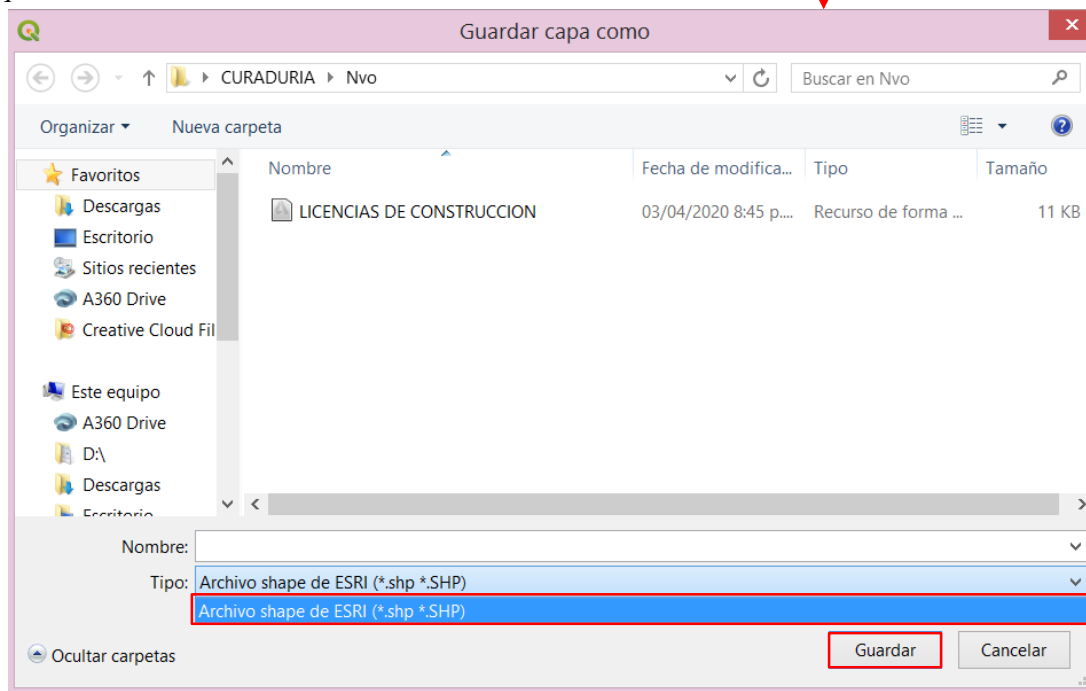 Guardar capa como
CURADURIA Nvo
Buscar en Nvo
Organizar
Nueva carpeta
Nombre Fecha de modifica... Tipo Tamaño
LICENCIAS DE CONSTRUCCION 03/04/2020 8:45 p.... Recurso de forma ... 11 KB
Favoritos
Descargas
Escritorio
Sitios recientes
A360 Drive
Creative Cloud Fil
Este equipo
A360 Drive
D:\
Descargas
Escritorio
Nombre:
Tipo: Archivo shape de ESRI (*.shp *.SHP)
Archivo shape de ESRI (*.shp *.SHP)
Ocultar carpetas
Guardar
Cancelar